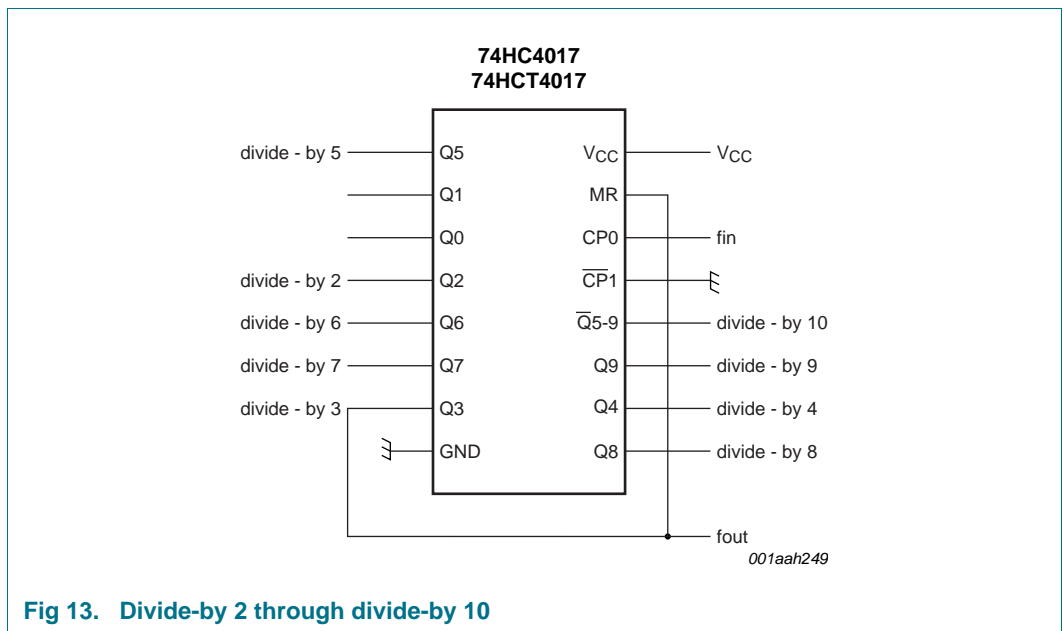 74HC4017
74HCT4017
divide - by 5 Q5 VCC VCC
Q1 MR
Q0 CP0 fin
divide - by 2 Q2 C̅P̅1
divide - by 6 Q6 Q̅5-9 divide - by 10
divide - by 7 Q7 Q9 divide - by 9
divide - by 3 Q3 Q4 divide - by 4
GND Q8 divide - by 8
fout
001aah249
Fig 13. Divide-by 2 through divide-by 10